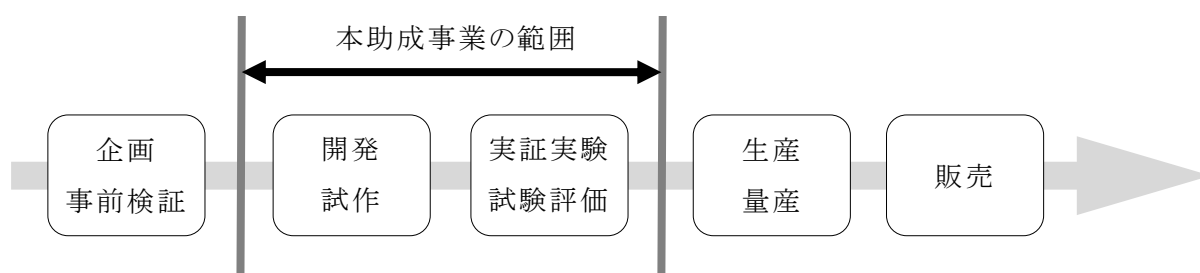 本助成事業の範囲
企画
事前検証
開発
試作
実証実験
試験評価
生産
量産
販売